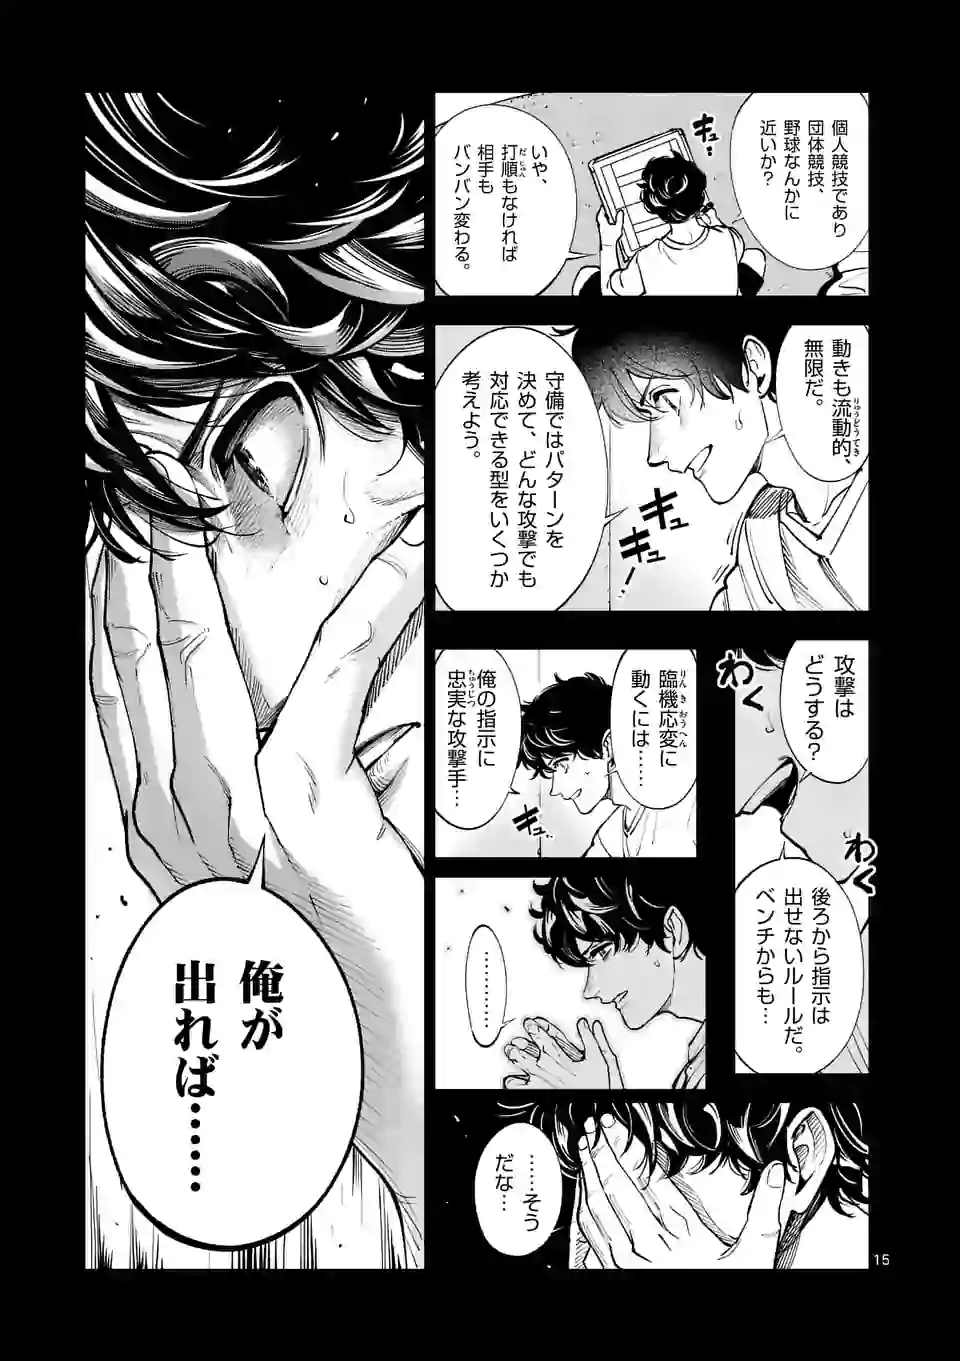 個人競技であり
団体競技、
野球なんかに
近いか？
キュ…
いや、
打順もなければ
相手も
バンバン変わる。
動きも流動的、
無限だ。
守備ではパターンを
決めて、どんな攻撃でも
対応できる型をいくつか
考えよう。
キュ
キュー
攻撃は
どうする？
わく
わく
後ろから指示は
出せないルールだ。
ベンチからも…
臨機応変に
動くには……
俺の指示に
忠実な攻撃手…
キュ…
………
……そう
だな…
俺が
出れば……
15